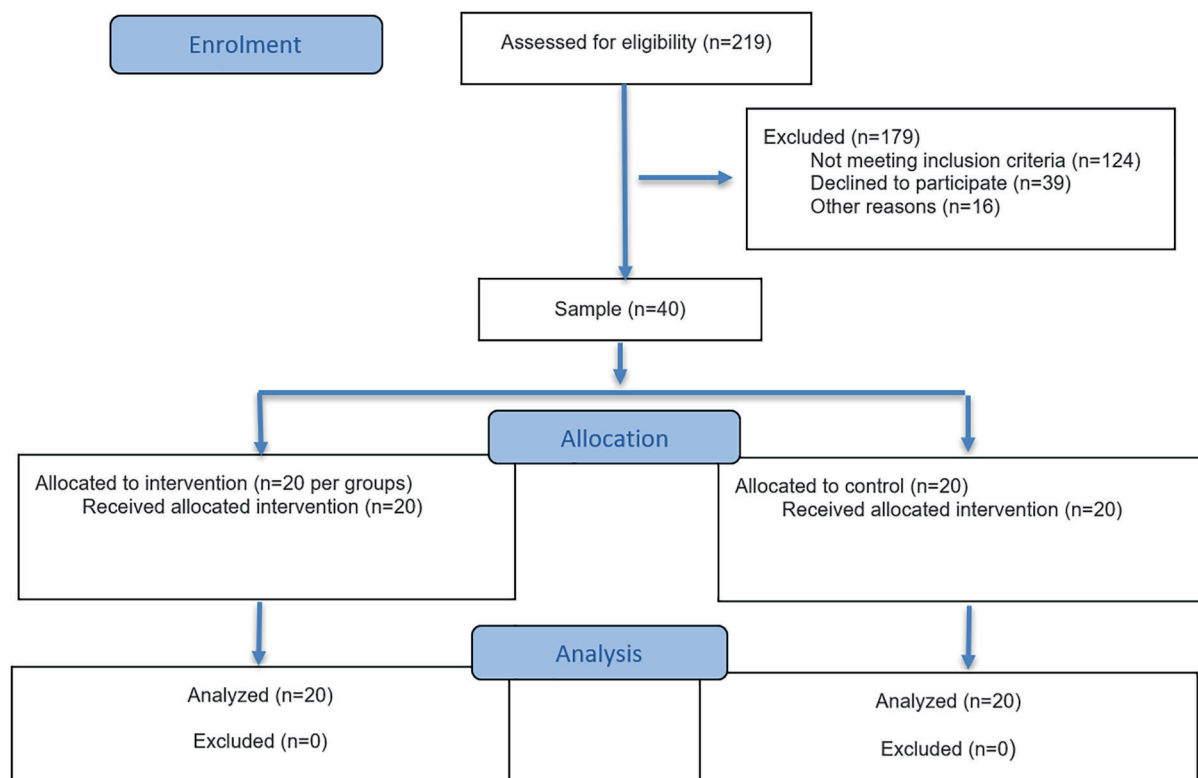 Enrolment
Assessed for eligibility (n=219)
Excluded (n=179)
Not meeting inclusion criteria (n=124)
Declined to participate (n=39)
Other reasons (n=16)
Sample (n=40)
Allocation
Allocated to intervention (n=20 per groups)
Received allocated intervention (n=20)
Allocated to control (n=20)
Received allocated intervention (n=20)
Analysis
Analyzed (n=20)
Excluded (n=0)
Analyzed (n=20)
Excluded (n=0)